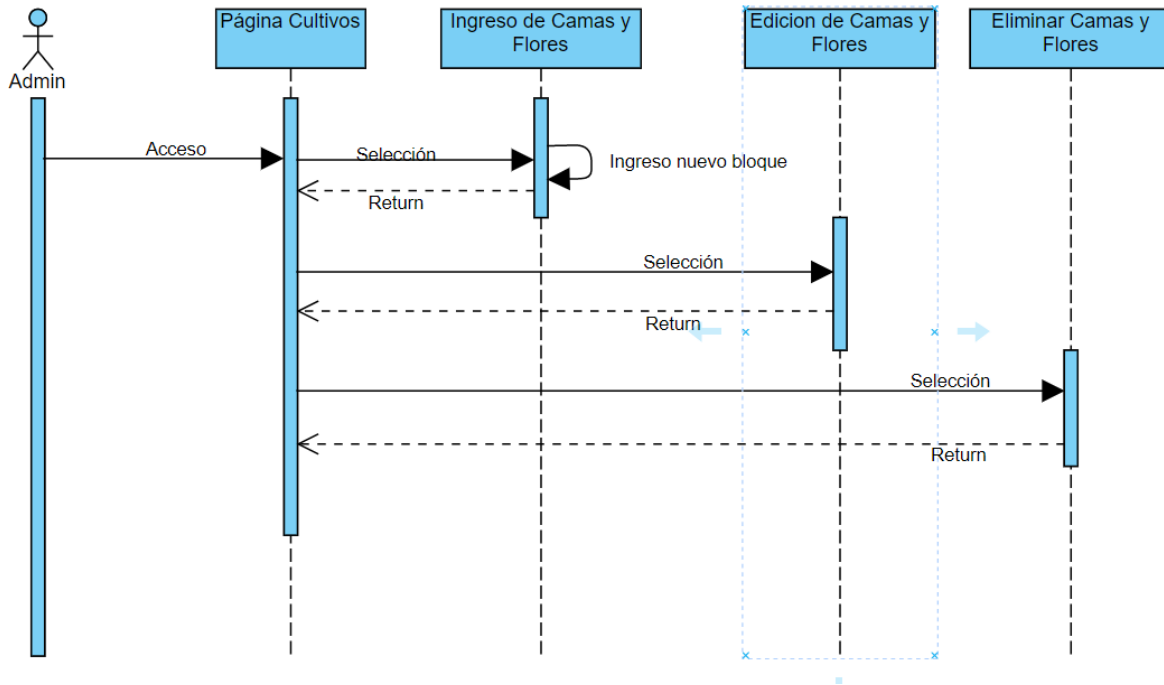 Admin
Página Cultivos
Ingreso de Camas y
Flores
Edicion de Camas y
Flores
Eliminar Camas y
Flores
Acceso
Selección
Ingreso nuevo bloque
Return
Selección
Return
Selección
Return